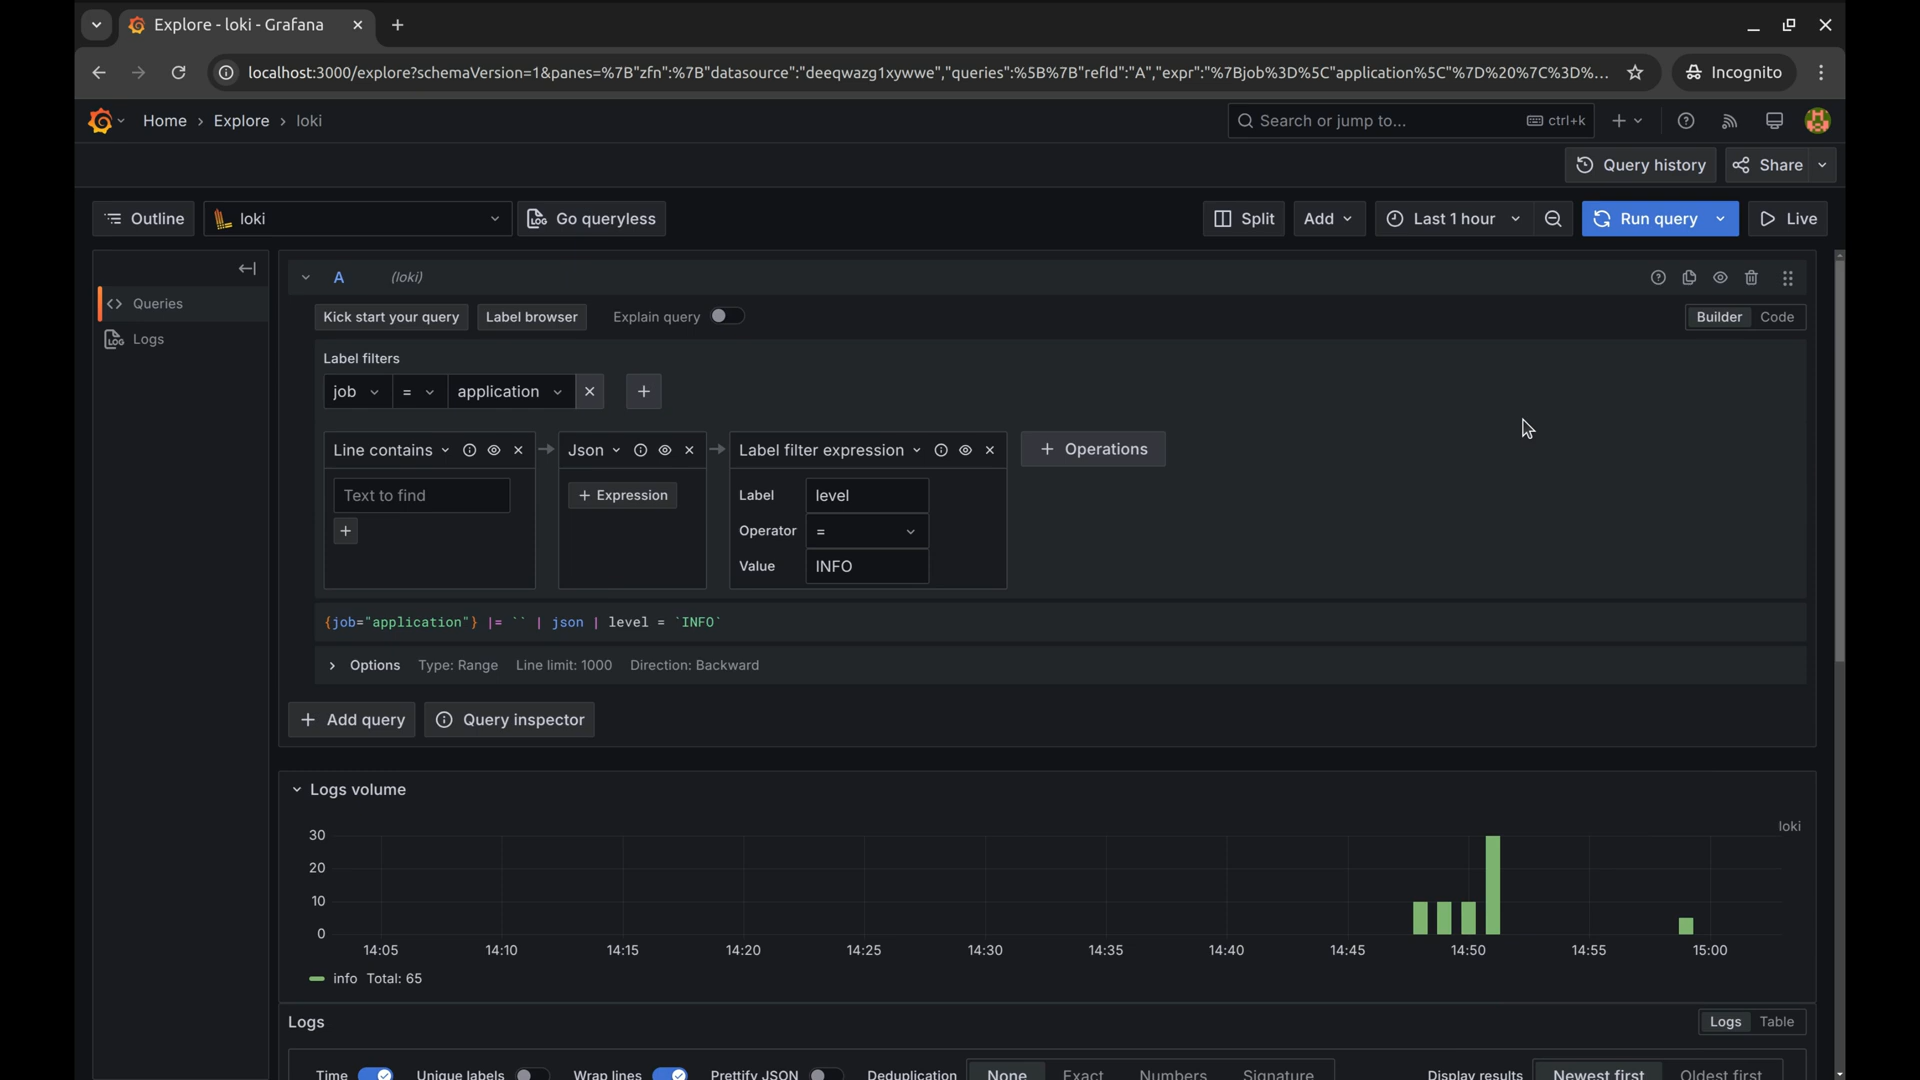 Explore - loki - Grafana
localhost:3000/explore?schemaVersion=1&panes=%7B"zfn":%7B"datasource":"deeqwazg1xywwe","queries":%5B%7B"refId":"A","expr":"%7Bjob%3D%5C"application%5C"%7D%20%7C%3D%...
Incognito
Home › Explore › loki
Search or jump to... ctrl+k
Query history Share
Outline loki Go queryless Split Add Last 1 hour Run query Live
A (loki)
Queries
Logs
Kick start your query Label browser Explain query Builder Code
Label filters
job = application
Line contains Json Label filter expression + Operations
Text to find + Expression Label level
+ Operator =
Value INFO
{job="application"} |= `` | json | level = `INFO`
Options Type: Range Line limit: 1000 Direction: Backward
+ Add query Query inspector
Logs volume
loki
30
20
10
0
14:05 14:10 14:15 14:20 14:25 14:30 14:35 14:40 14:45 14:50 14:55 15:00
info Total: 65
Logs Logs Table
Time Unique labels Wrap lines Prettify JSON Deduplication None Exact Numbers Signature Display results Newest first Oldest first